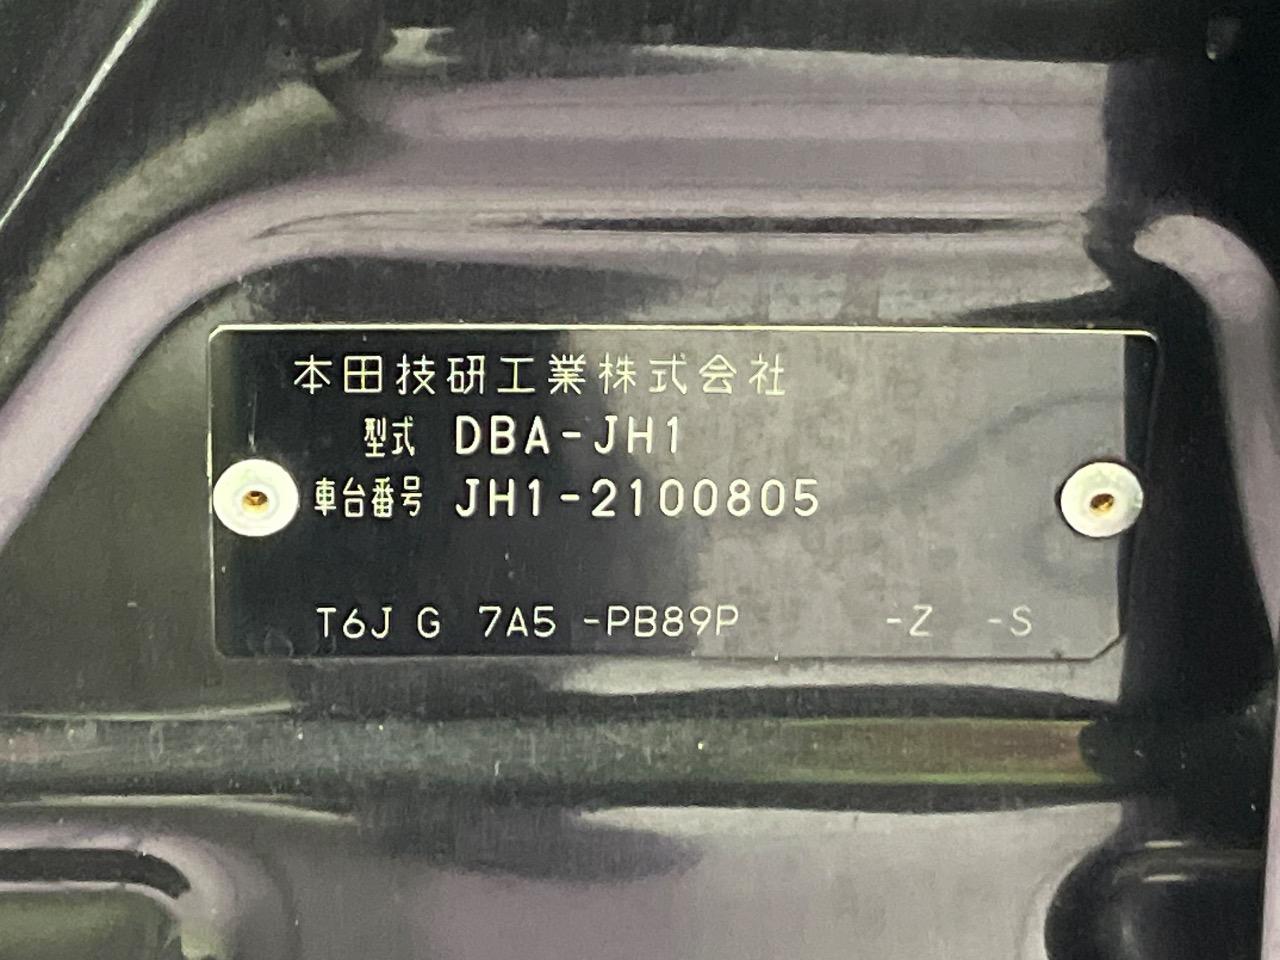 本田技研工業株式会社
型式 DBA-JH1
車台番号 JH1-2100805
T6J G 7A5 -PB89P -Z -S